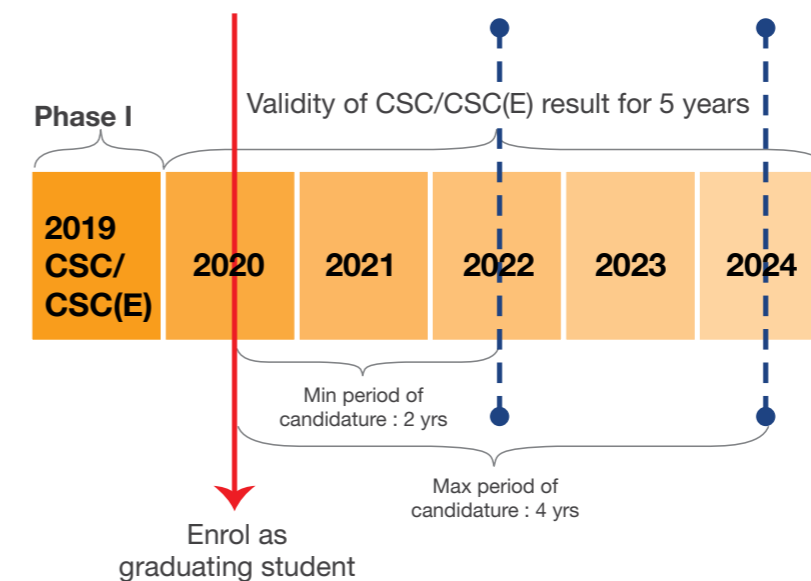 Phase I
Validity of CSC/CSC(E) result for 5 years
2019
CSC/
CSC(E)
2020
2021
2022
2023
2024
Min period of
candidature : 2 yrs
Max period of
candidature : 4 yrs
Enrol as
graduating student